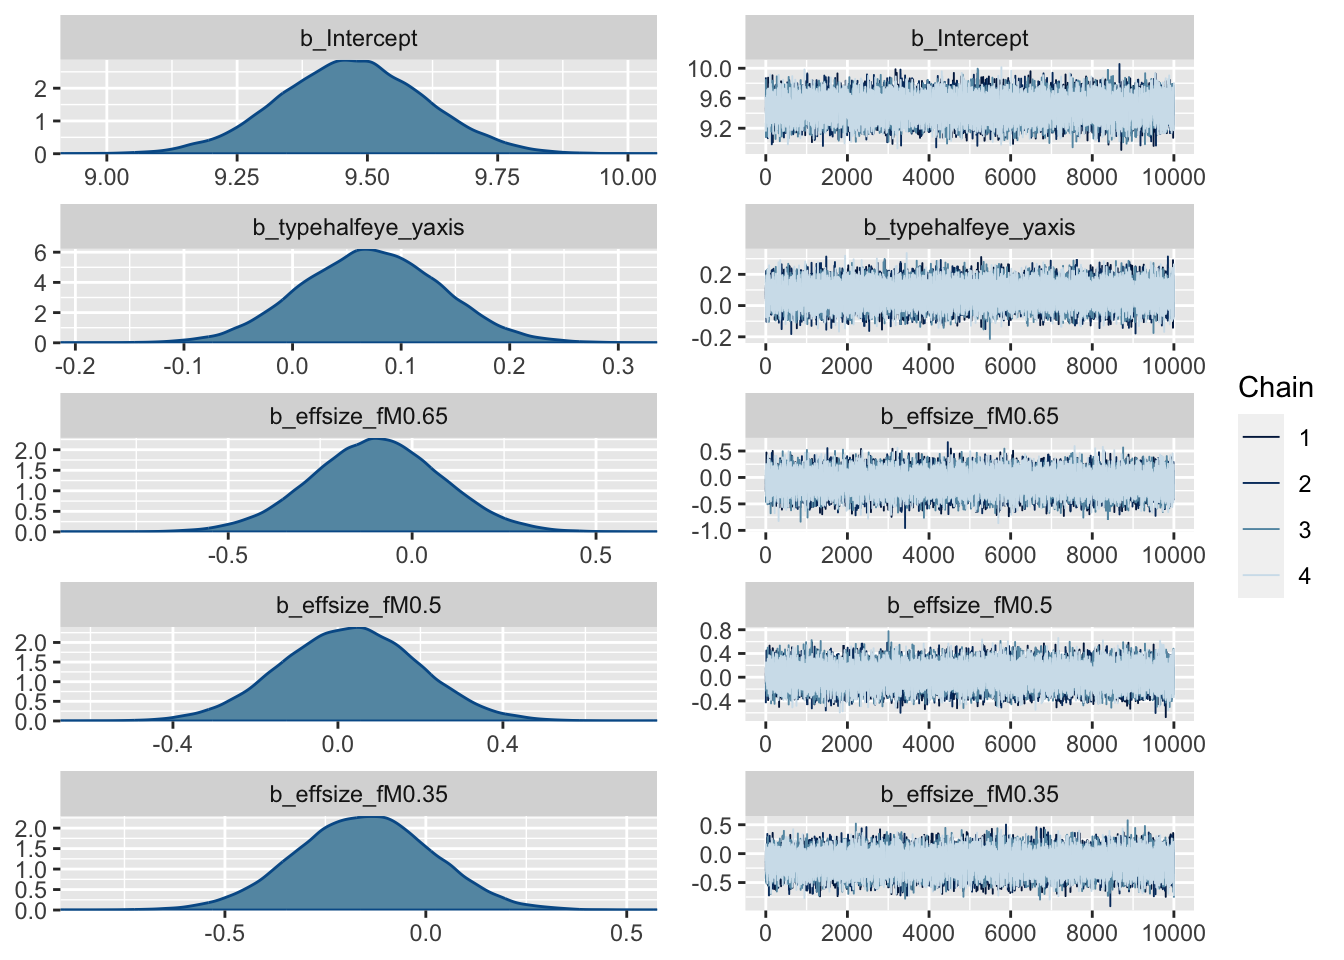 b_Intercept
2
1
0
9.00 9.25 9.50 9.75 10.00
b_Intercept
10.0
9.6
9.2
0 2000 4000 6000 8000 10000
b_typehalfeye_yaxis
6
4
2
0
-0.2 -0.1 0.0 0.1 0.2 0.3
b_typehalfeye_yaxis
0.2
0.0
-0.2
0 2000 4000 6000 8000 10000
b_effsize_fM0.65
2.0
1.5
1.0
0.5
0.0
-0.5 0.0 0.5
b_effsize_fM0.65
0.5
0.0
-0.5
-1.0
0 2000 4000 6000 8000 10000
b_effsize_fM0.5
2.0
1.5
1.0
0.5
0.0
-0.4 0.0 0.4
b_effsize_fM0.5
0.8
0.4
0.0
-0.4
0 2000 4000 6000 8000 10000
b_effsize_fM0.35
2.0
1.5
1.0
0.5
0.0
-0.5 0.0 0.5
b_effsize_fM0.35
0.5
0.0
-0.5
0 2000 4000 6000 8000 10000
Chain
1
2
3
4